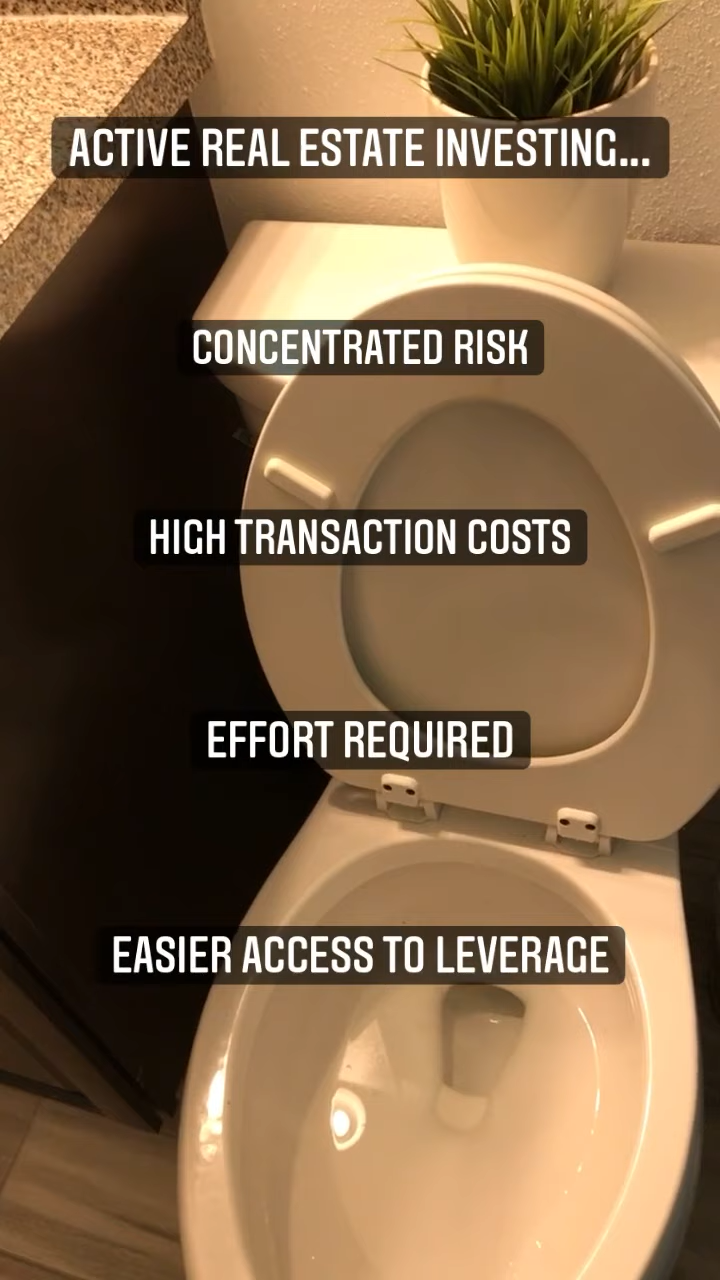 ACTIVE REAL ESTATE INVESTING...
CONCENTRATED RISK
HIGH TRANSACTION COSTS
EFFORT REQUIRED
EASIER ACCESS TO LEVERAGE